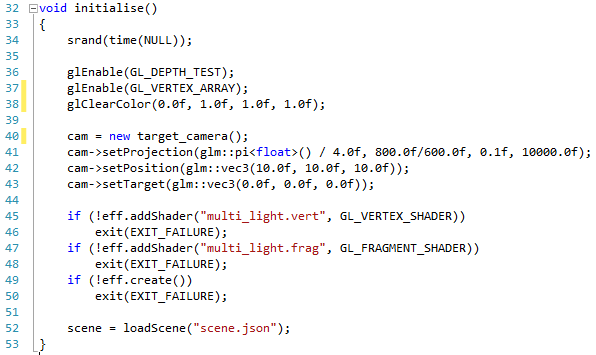 32 void initialise()
33 {
34     srand(time(NULL));
35
36     glEnable(GL_DEPTH_TEST);
37     glEnable(GL_VERTEX_ARRAY);
38     glClearColor(0.0f, 1.0f, 1.0f, 1.0f);
39
40     cam = new target_camera();
41     cam->setProjection(glm::pi<float>() / 4.0f, 800.0f/600.0f, 0.1f, 10000.0f);
42     cam->setPosition(glm::vec3(10.0f, 10.0f, 10.0f));
43     cam->setTarget(glm::vec3(0.0f, 0.0f, 0.0f));
44
45     if (!eff.addShader("multi_light.vert", GL_VERTEX_SHADER))
46         exit(EXIT_FAILURE);
47     if (!eff.addShader("multi_light.frag", GL_FRAGMENT_SHADER))
48         exit(EXIT_FAILURE);
49     if (!eff.create())
50         exit(EXIT_FAILURE);
51
52     scene = loadScene("scene.json");
53 }